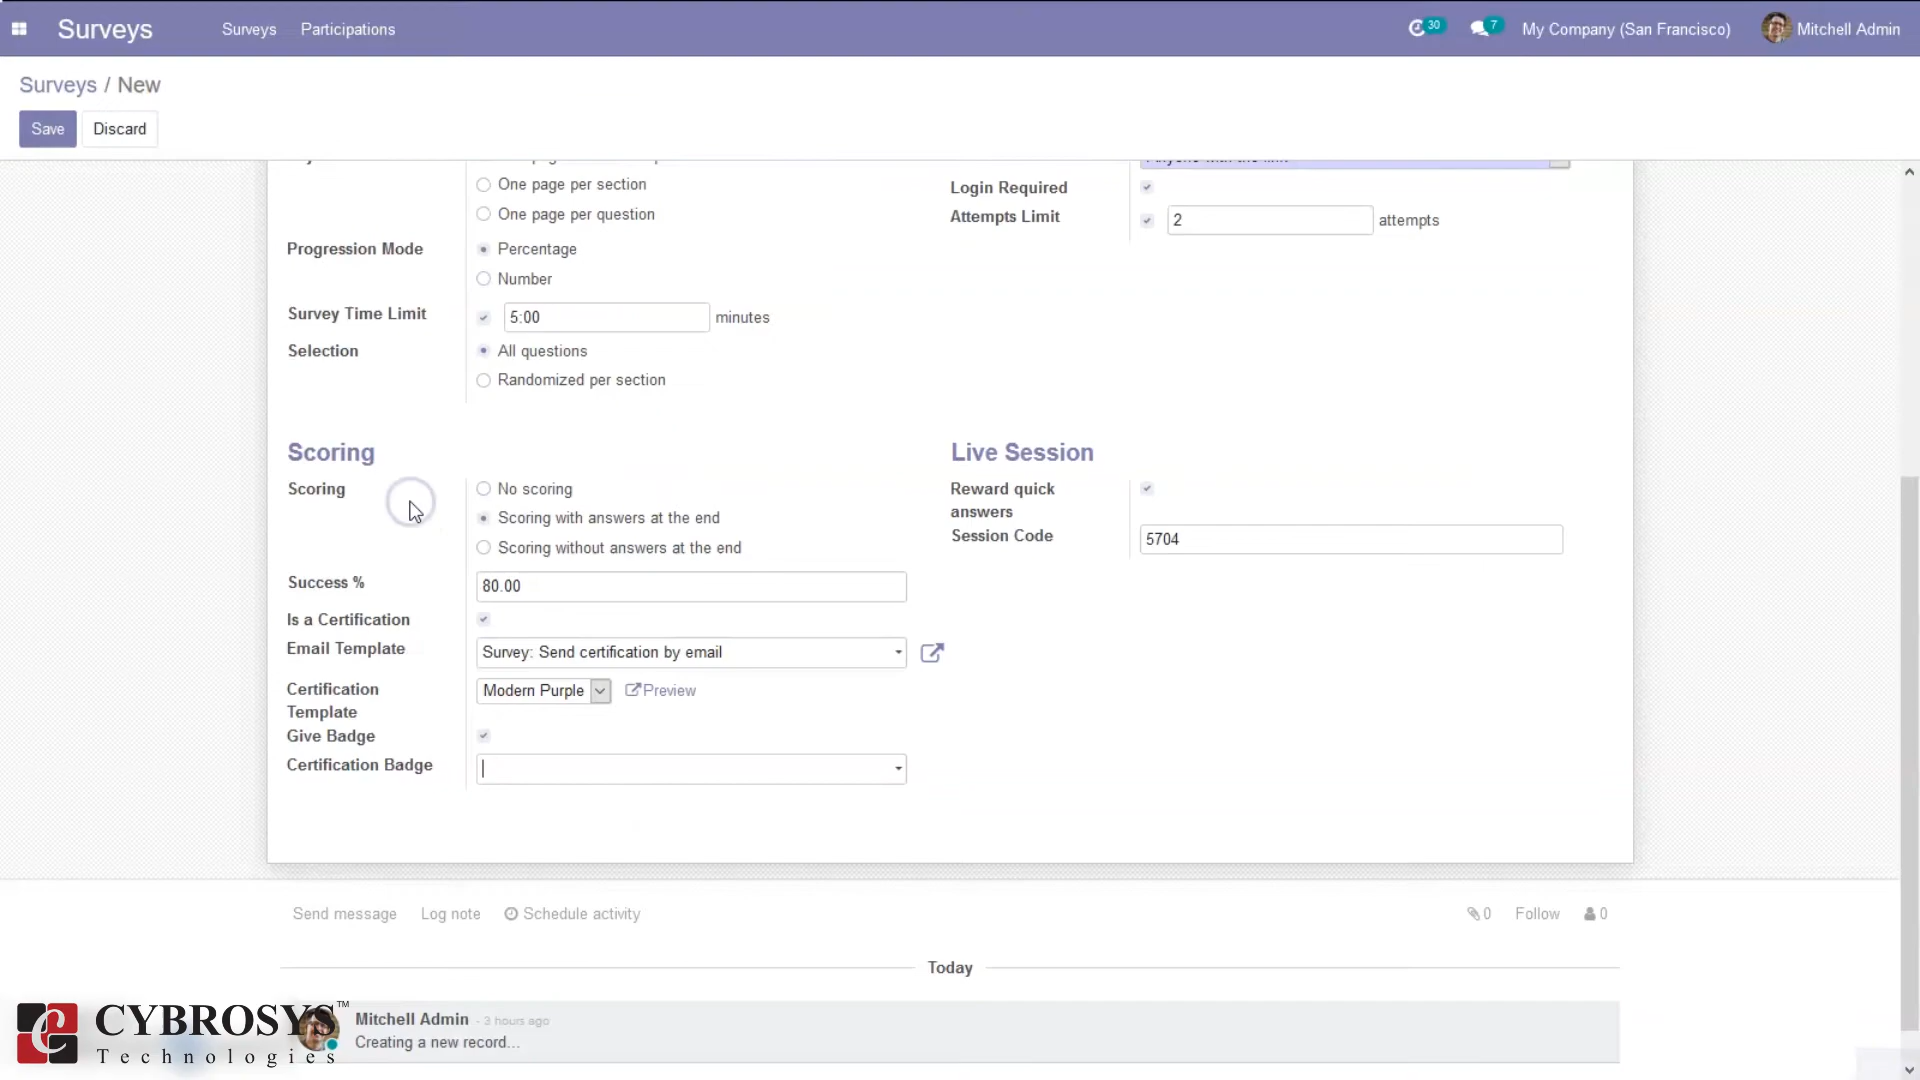 Surveys
Surveys
Participations
30
7
My Company (San Francisco)
Mitchell Admin
Surveys / New
Save
Discard
One page per section
Login Required
One page per question
Attempts Limit
2
attempts
Progression Mode
Percentage
Number
Survey Time Limit
5:00
minutes
Selection
All questions
Randomized per section
Scoring
Live Session
Scoring
No scoring
Reward quick
answers
Scoring with answers at the end
Session Code
5704
Scoring without answers at the end
Success %
80.00
Is a Certification
Email Template
Survey: Send certification by email
Certification
Template
Modern Purple
Preview
Give Badge
Certification Badge
Send message
Log note
Schedule activity
0
Follow
0
Today
CYBROSYS™
Technologies
Mitchell Admin - 3 hours ago
Creating a new record...